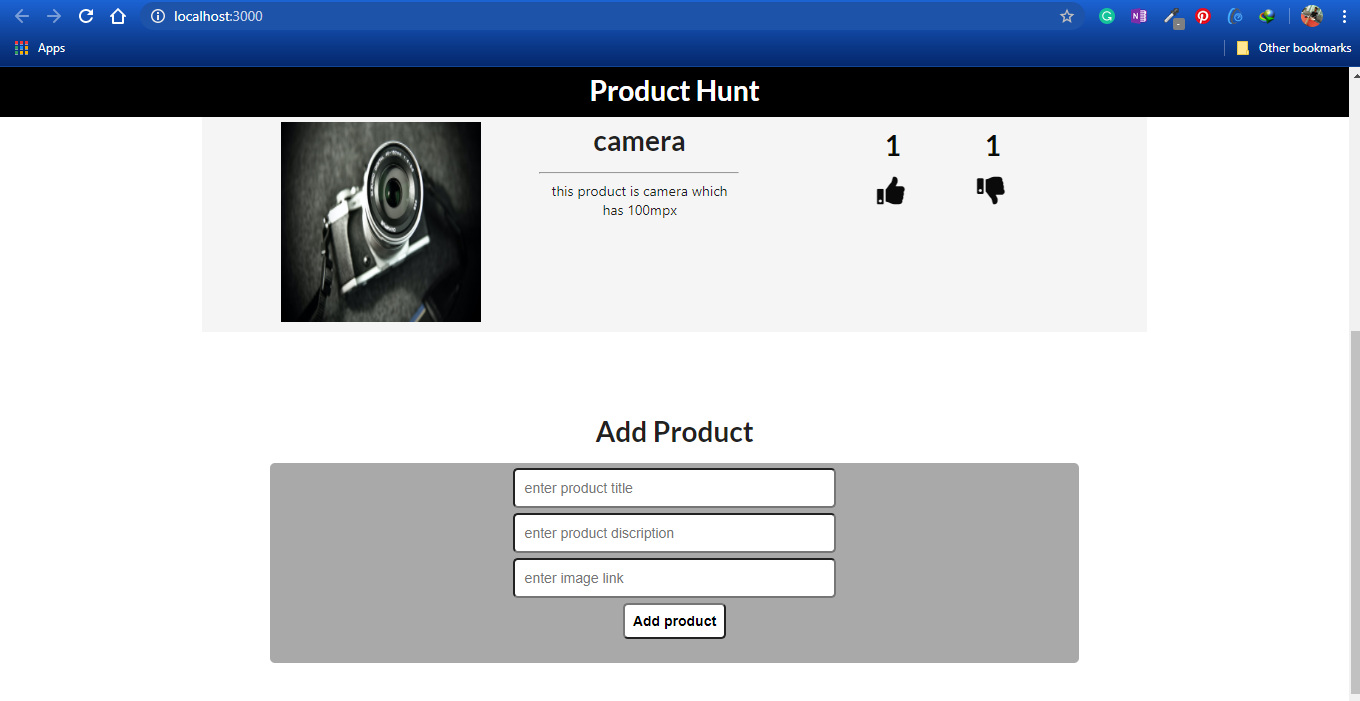 localhost:3000
Apps
Other bookmarks
Product Hunt
camera
1
1
this product is camera which
has 100mpx
Add Product
enter product title
enter product discription
enter image link
Add product